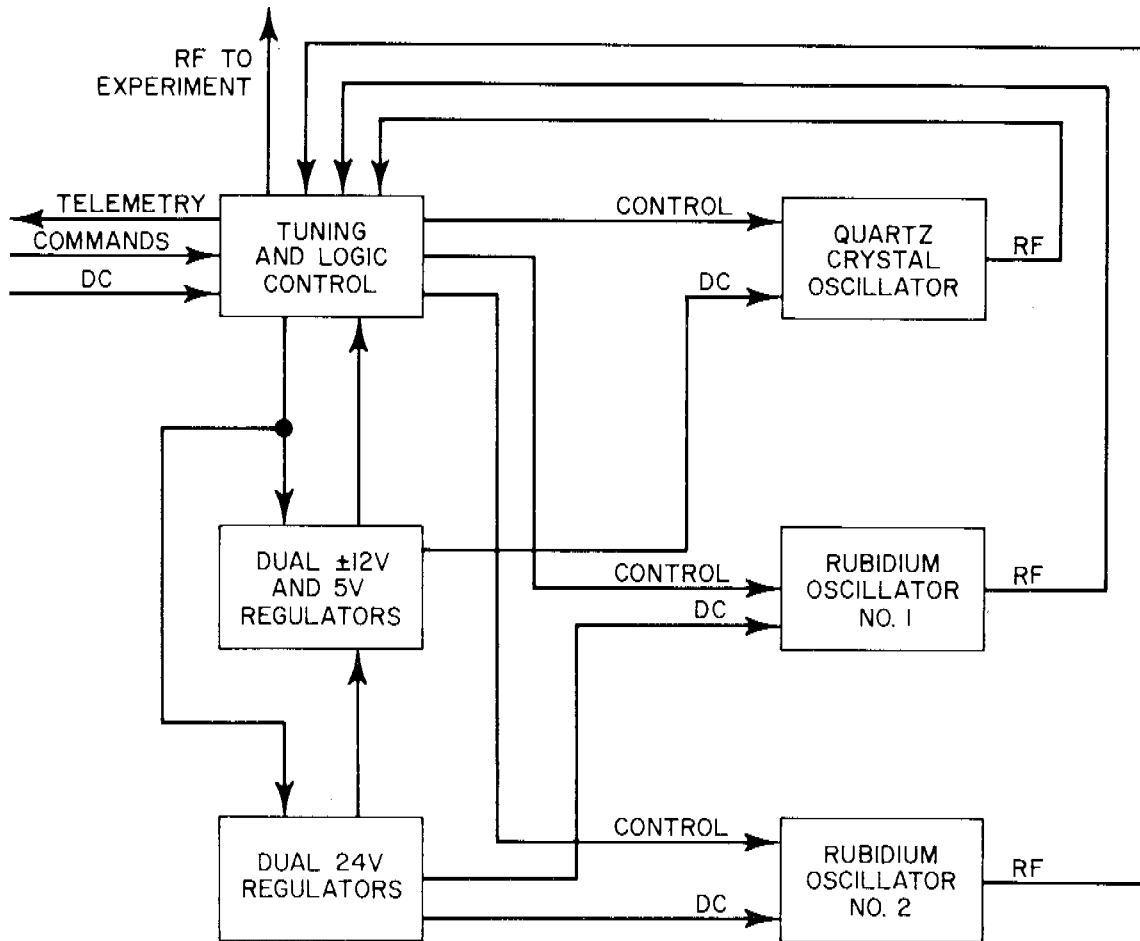 RF TO
EXPERIMENT
TELEMETRY
COMMANDS
DC
TUNING
AND LOGIC
CONTROL
CONTROL
DC
QUARTZ
CRYSTAL
OSCILLATOR
RF
DUAL ±12V
AND 5V
REGULATORS
CONTROL
DC
RUBIDIUM
OSCILLATOR
NO. 1
RF
DUAL 24V
REGULATORS
CONTROL
DC
RUBIDIUM
OSCILLATOR
NO. 2
RF